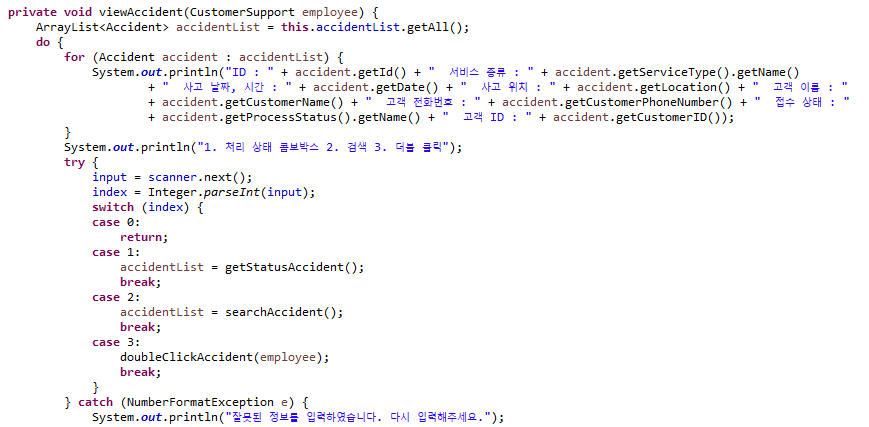 private void viewAccident(CustomerSupport employee) {
    ArrayList<Accident> accidentList = this.accidentList.getAll();
    do {
        for (Accident accident : accidentList) {
            System.out.println("ID : " + accident.getId() + "  서비스 종류 : " + accident.getServiceType().getName()
                    + "  사고 날짜, 시간 : " + accident.getDate() + "  사고 위치 : " + accident.getLocation() + "  고객 이름 : "
                    + accident.getCustomerName() + "  고객 전화번호 : " + accident.getCustomerPhoneNumber() + "  접수 상태 : "
                    + accident.getProcessStatus().getName() + "  고객 ID : " + accident.getCustomerID());
        }
        System.out.println("1. 처리 상태 콤보박스 2. 검색 3. 더블 클릭");
        try {
            input = scanner.next();
            index = Integer.parseInt(input);
            switch (index) {
            case 0:
                return;
            case 1:
                accidentList = getStatusAccident();
                break;
            case 2:
                accidentList = searchAccident();
                break;
            case 3:
                doubleClickAccident(employee);
                break;
            }
        } catch (NumberFormatException e) {
            System.out.println("잘못된 정보를 입력하였습니다. 다시 입력해주세요.");